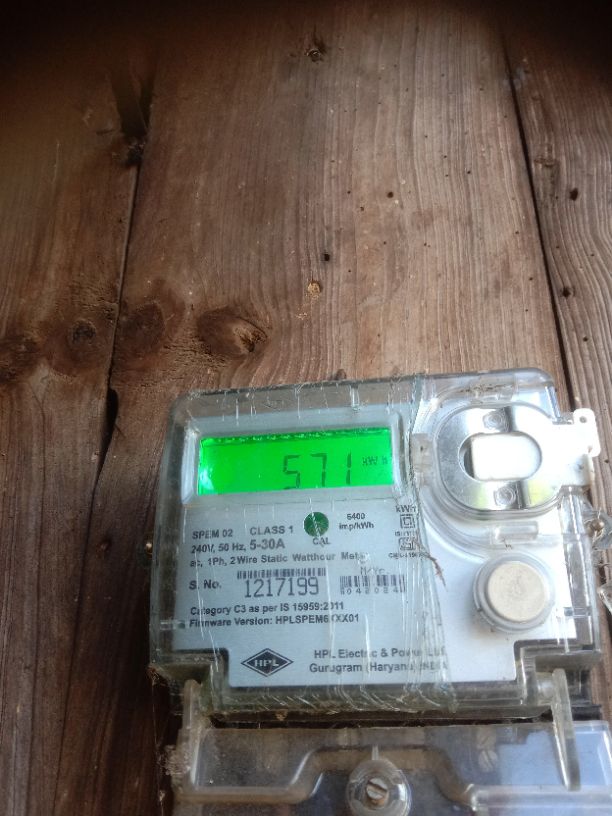 571 kWh
SPEM 02 CLASS 1
6400 imp/kWh
kWh
240V, 50 Hz, 5-30A CAL
ac, 1Ph, 2 Wire Static Watthour Meter
S. No. 1217199
Category C3 as per IS 15959:2011
Firmware Version:
HPL
HPL Electric & Power Ltd.
Gurugram (Haryana)